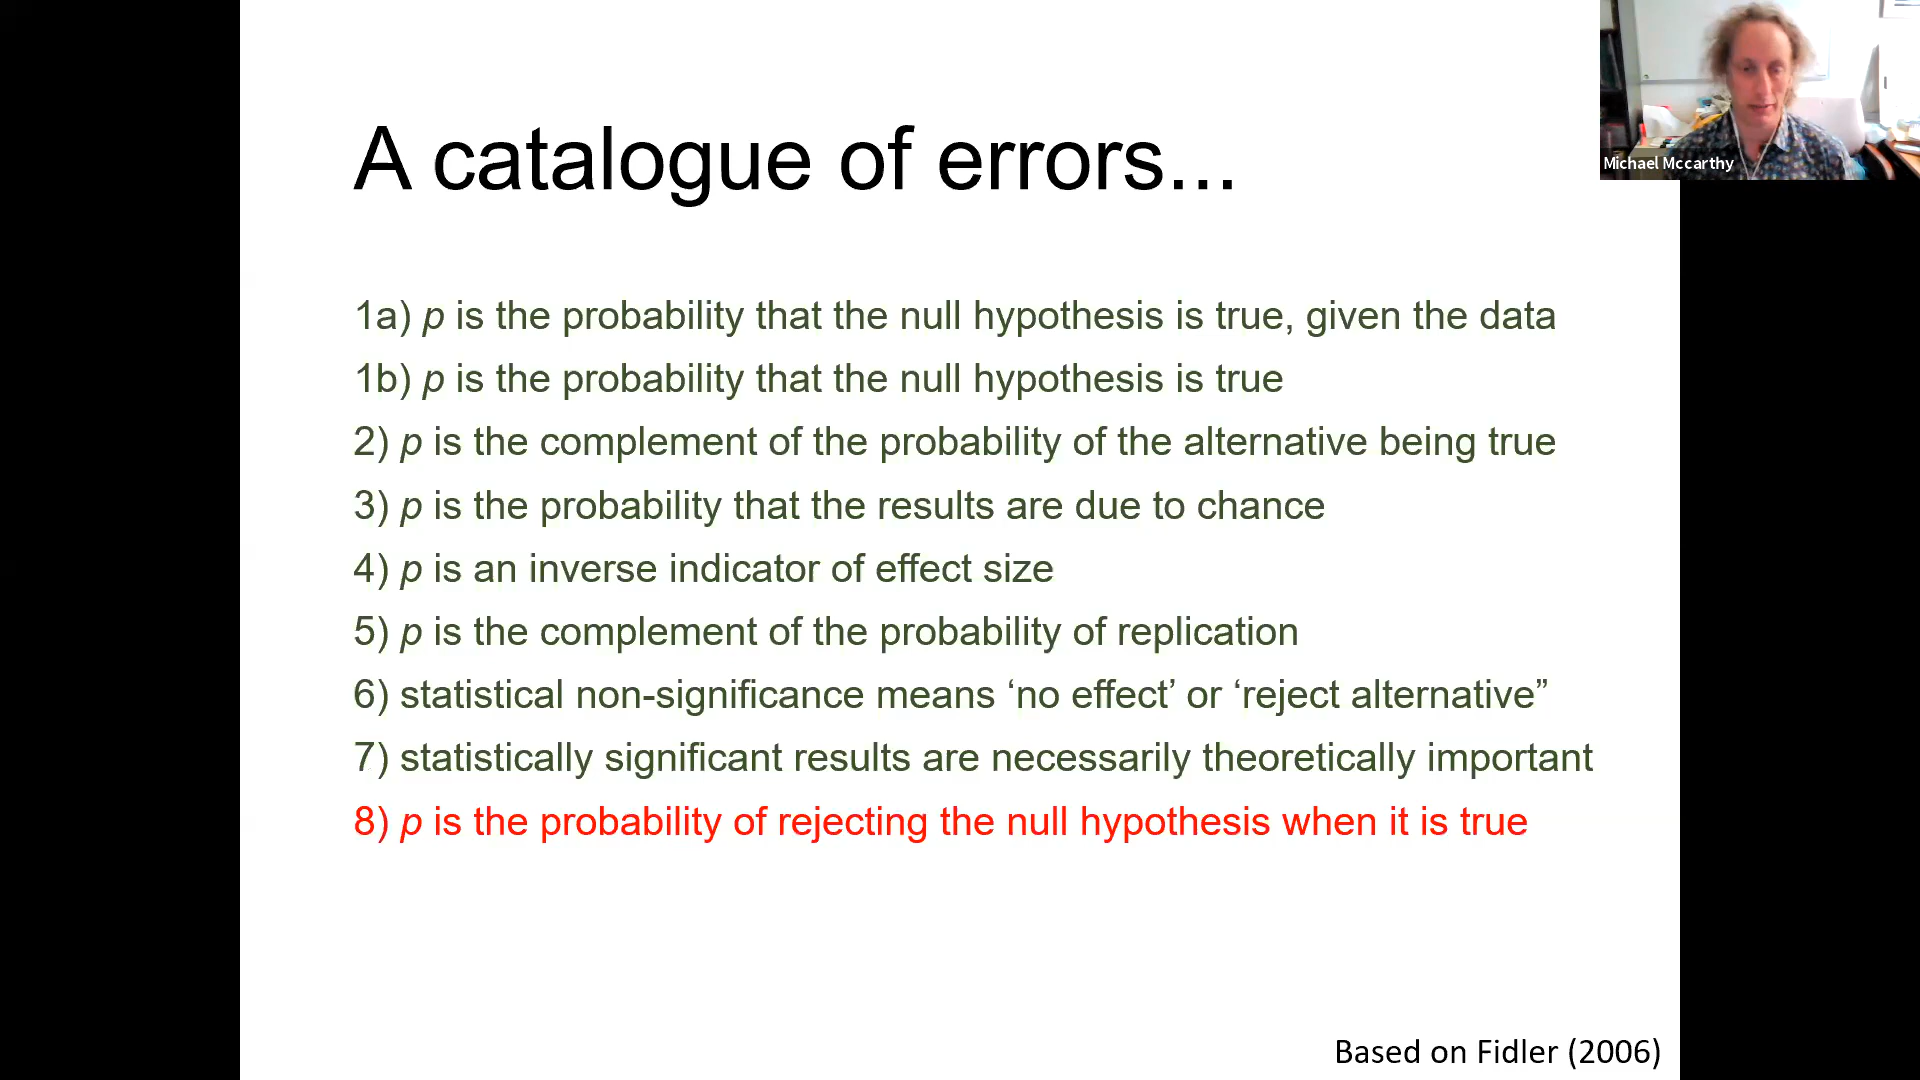 Michael Mccarthy
A catalogue of errors...
1a) p is the probability that the null hypothesis is true, given the data
1b) p is the probability that the null hypothesis is true
2) p is the complement of the probability of the alternative being true
3) p is the probability that the results are due to chance
4) p is an inverse indicator of effect size
5) p is the complement of the probability of replication
6) statistical non-significance means ‘no effect’ or ‘reject alternative”
7) statistically significant results are necessarily theoretically important
8) p is the probability of rejecting the null hypothesis when it is true
Based on Fidler (2006)